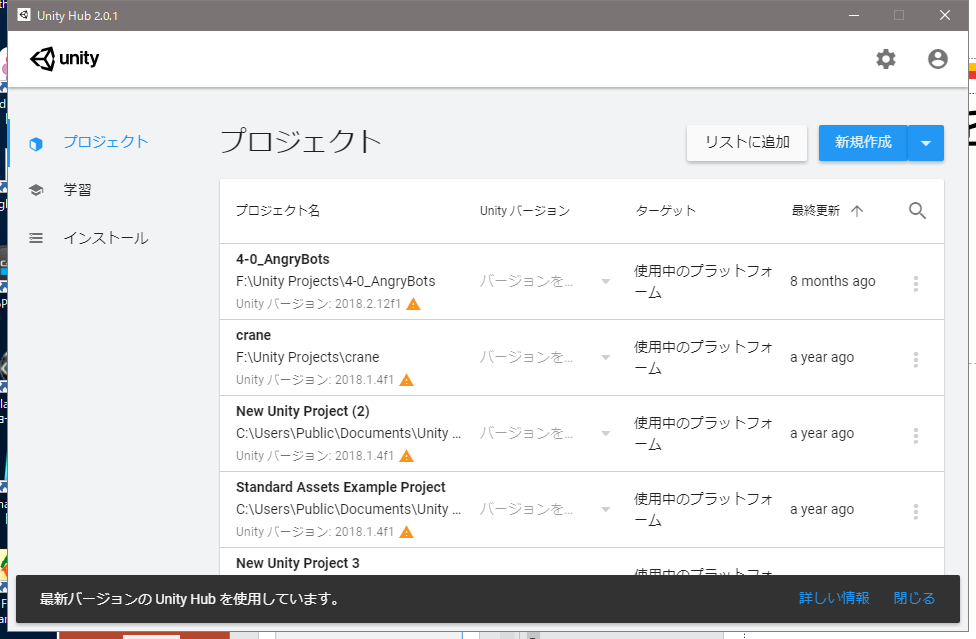 Unity Hub 2.0.1
unity
プロジェクト
学習
インストール
プロジェクト
リストに追加
新規作成
プロジェクト名
Unity バージョン
ターゲット
最終更新
4-0_AngryBots
F:\Unity Projects\4-0_AngryBots
Unity バージョン: 2018.2.12f1
バージョンを...
使用中のプラットフォ
ーム
8 months ago
crane
F:\Unity Projects\crane
Unity バージョン: 2018.1.4f1
バージョンを...
使用中のプラットフォ
ーム
a year ago
New Unity Project (2)
C:\Users\Public\Documents\Unity ...
Unity バージョン: 2018.1.4f1
バージョンを...
使用中のプラットフォ
ーム
a year ago
Standard Assets Example Project
C:\Users\Public\Documents\Unity ...
Unity バージョン: 2018.1.4f1
バージョンを...
使用中のプラットフォ
ーム
a year ago
New Unity Project 3
使用中のプラットフォ
最新バージョンの Unity Hub を使用しています。
詳しい情報
閉じる